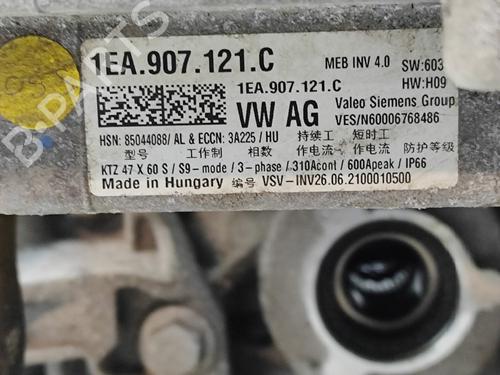 1EA.907.121.C MEB INV 4.0 SW:603
1EA.907.121.C HW:H09
VW AG Valeo Siemens Group
VES/N60006768486
HSN: 85044088/ AL & ECCN: 3A225 / HU 持续工 短时工
型号 工作制 相数 作电流 作电流 防护等级
KTZ 47 X 60 S / S9-mode / 3-phase / 310Acont / 600Apeak / IP66
Made in Hungary 编号 VSV-INV26.06.2100010500
B-PARTS